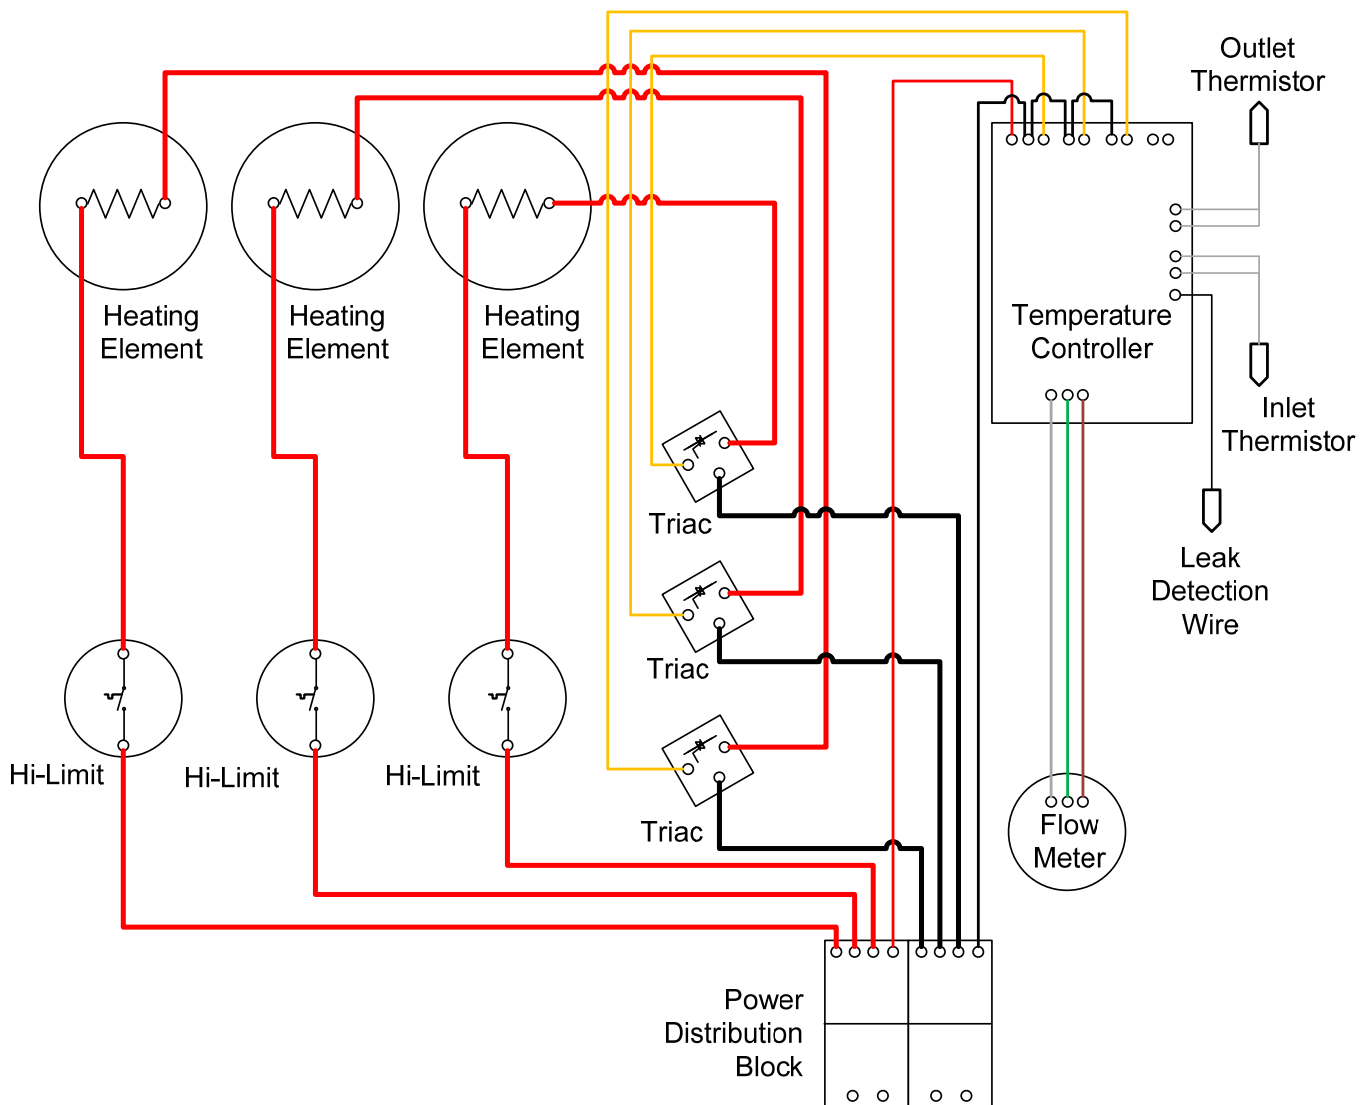 Outlet
Thermistor
Heating
Element
Heating
Element
Heating
Element
Temperature
Controller
Inlet
Thermistor
Triac
Leak
Detection
Wire
Triac
Hi-Limit
Hi-Limit
Hi-Limit
Triac
Flow
Meter
Power
Distribution
Block